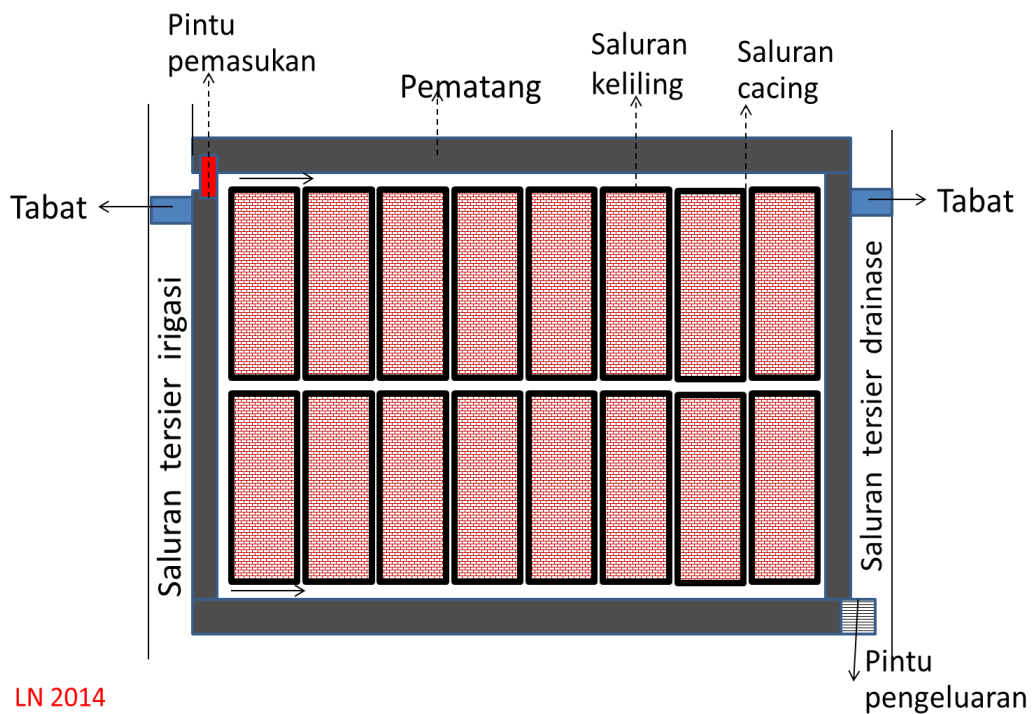 Pintu
pemasukan
Pematang
Saluran
keliling
Saluran
cacing
Tabat
Tabat
Saluran tersier irigasi
Saluran tersier drainase
Pintu
pengeluaran
LN 2014